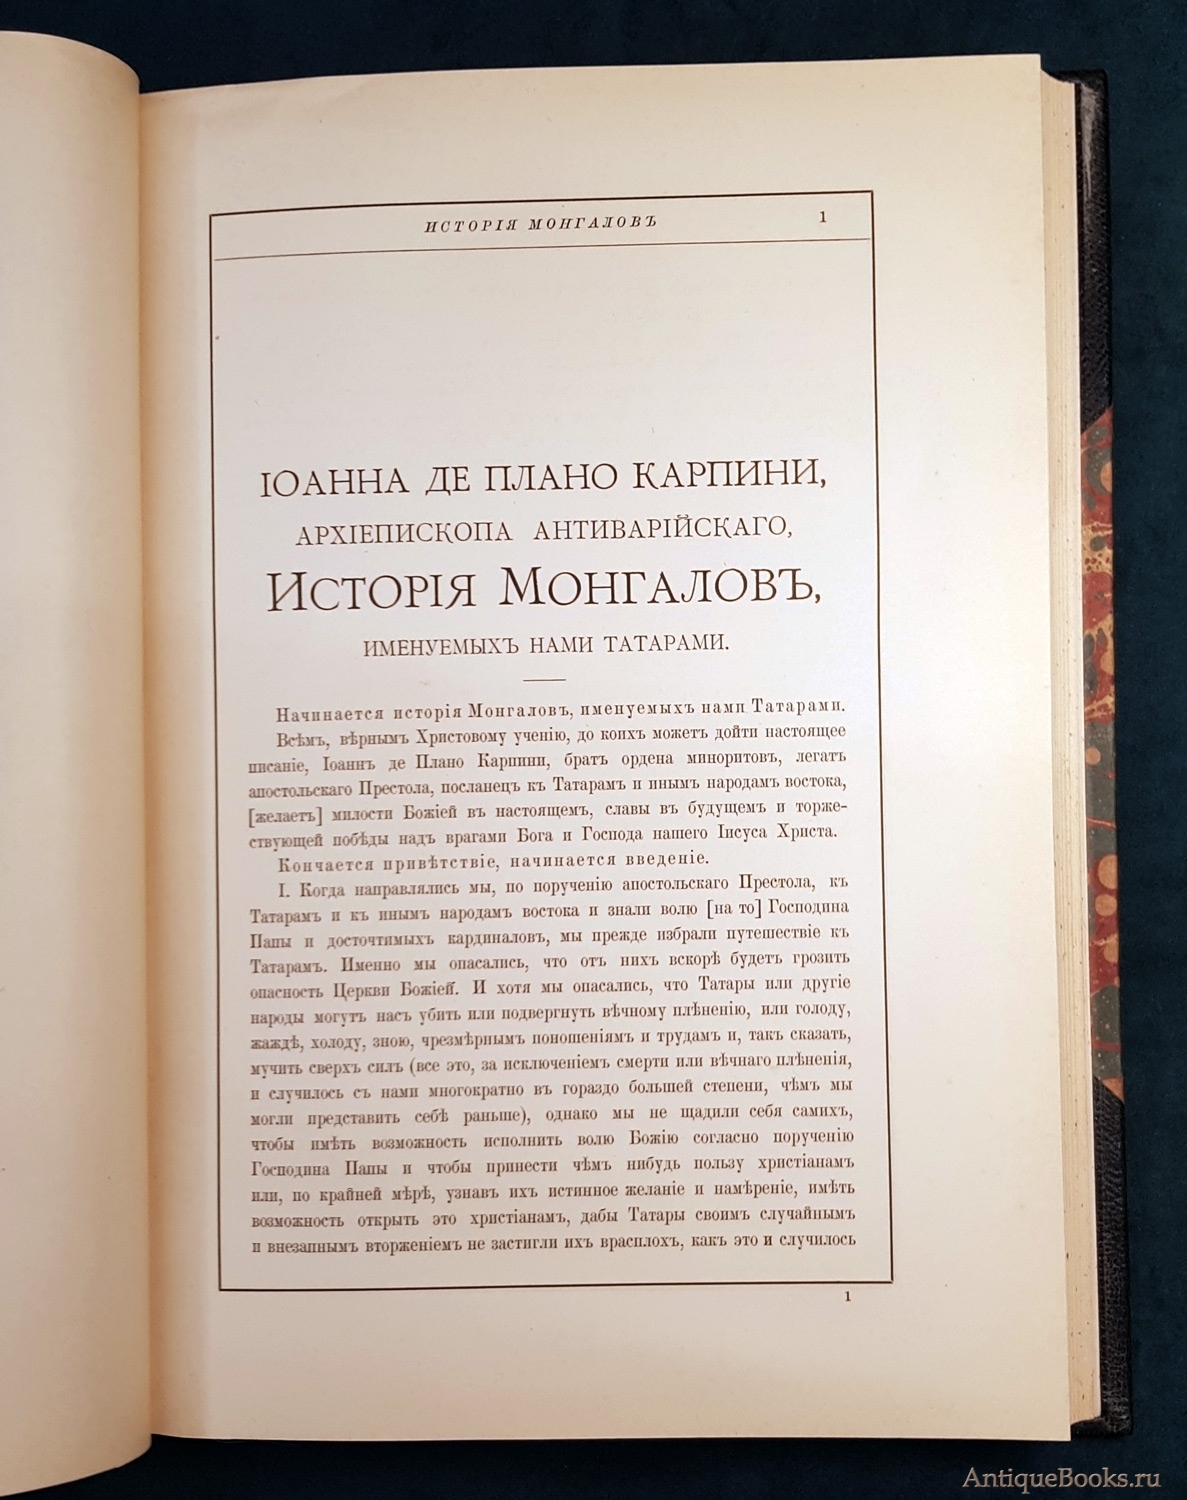 ИСТОРІЯ МОНГАЛОВЪ 1
ІОАННА ДЕ ПЛАНО КАРПИНИ,
АРХІЕПИСКОПА АНТИВАРІЙСКАГО,
ИСТОРІЯ МОНГАЛОВЪ,
ИМЕНУЕМЫХЪ НАМИ ТАТАРАМИ.
Начинается исторія Монгаловъ, именуемыхъ нами Татарами.
Всѣмъ, вѣрнымъ Христовому ученію, до коихъ можетъ дойти настоящее
писаніе, Іоаннъ де Плано Карпини, братъ ордена миноритовъ, легатъ
апостольскаго Престола, посланецъ къ Татарамъ и инымъ народамъ востока,
[желаетъ] милости Божіей въ настоящемъ, славы въ будущемъ и торже-
ствующей побѣды надъ врагами Бога и Господа нашего Іисуса Христа.
Кончается привѣтствіе, начинается введеніе.
I. Когда направлялись мы, по порученію апостольскаго Престола, къ
Татарамъ и къ инымъ народамъ востока и знали волю [на то] Господина
Папы и досточтимыхъ кардиналовъ, мы прежде избрали путешествіе къ
Татарамъ. Именно мы опасались, что отъ нихъ вскорѣ будетъ грозить
опасность Церкви Божіей. И хотя мы опасались, что Татары или другіе
народы могутъ насъ убить или подвергнуть вѣчному плѣненію, или голоду,
жаждѣ, холоду, зною, чрезмѣрнымъ поношеніямъ и трудамъ и, такъ сказать,
мучить сверхъ силъ (все это, за исключеніемъ смерти или вѣчнаго плѣненія,
и случилось съ нами многократно въ гораздо большей степени, чѣмъ мы
могли представить себѣ раньше), однако мы не щадили себя самихъ,
чтобы имѣть возможность исполнить волю Божію согласно порученію
Господина Папы и чтобы принести чѣмъ нибудь пользу христіанамъ
или, по крайней мѣрѣ, узнавъ ихъ истинное желаніе и намѣреніе, имѣть
возможность открыть это христіанамъ, дабы Татары своимъ случайнымъ
и внезапнымъ вторженіемъ не застигли ихъ врасплохъ, какъ это и случилось
1
AntiqueBooks.ru